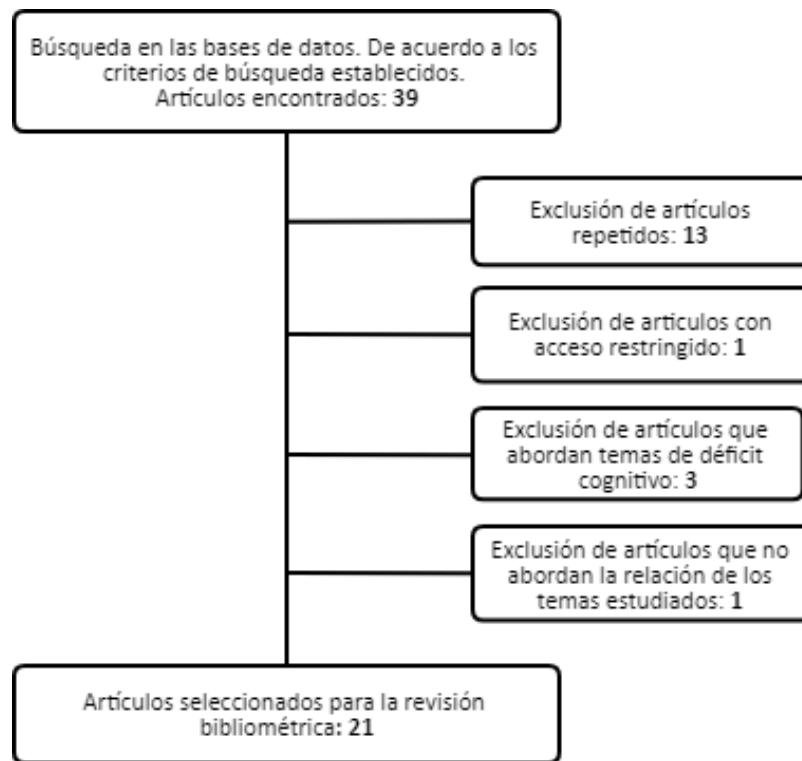 Búsqueda en las bases de datos. De acuerdo a los
criterios de búsqueda establecidos.
Artículos encontrados: 39
Exclusión de artículos
repetidos: 13
Exclusión de artículos con
acceso restringido: 1
Exclusión de artículos que
abordan temas de déficit
cognitivo: 3
Exclusión de artículos que no
abordan la relación de los
temas estudiados: 1
Artículos seleccionados para la revisión
bibliométrica: 21